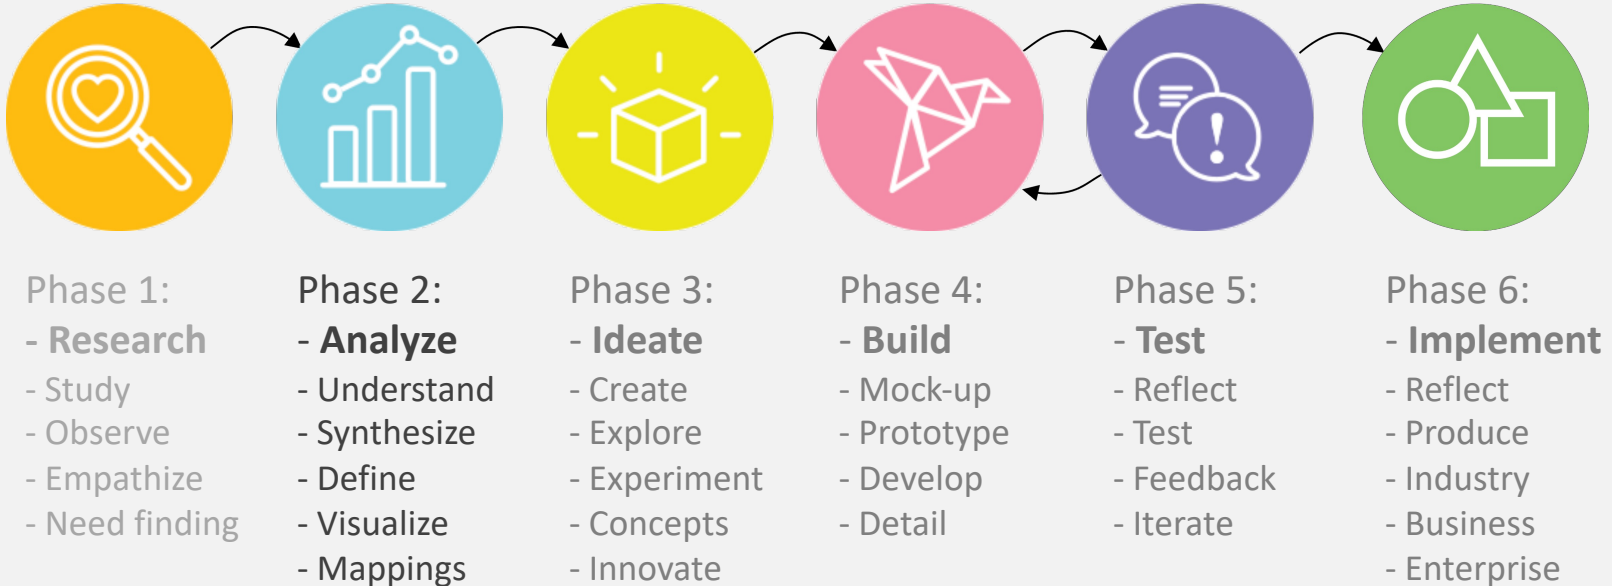 Phase 1:
- Research
- Study
- Observe
- Empathize
- Need finding
Phase 2:
- Analyze
- Understand
- Synthesize
- Define
- Visualize
- Mappings
Phase 3:
- Ideate
- Create
- Explore
- Experiment
- Concepts
- Innovate
Phase 4:
- Build
- Mock-up
- Prototype
- Develop
- Detail
Phase 5:
- Test
- Reflect
- Test
- Feedback
- Iterate
Phase 6:
- Implement
- Reflect
- Produce
- Industry
- Business
- Enterprise